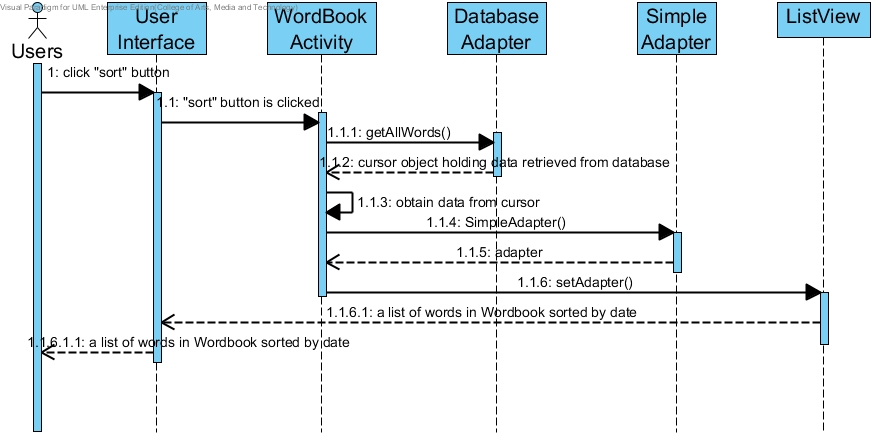 Visual Paradigm for UML Enterprise Edition(College of Arts, Media and Technology)
Users
User
Interface
WordBook
Activity
Database
Adapter
Simple
Adapter
ListView
1: click "sort" button
1.1: "sort" button is clicked
1.1.1: getAllWords()
1.1.2: cursor object holding data retrieved from database
1.1.3: obtain data from cursor
1.1.4: SimpleAdapter()
1.1.5: adapter
1.1.6: setAdapter()
1.1.6.1: a list of words in Wordbook sorted by date
1.1.6.1.1: a list of words in Wordbook sorted by date